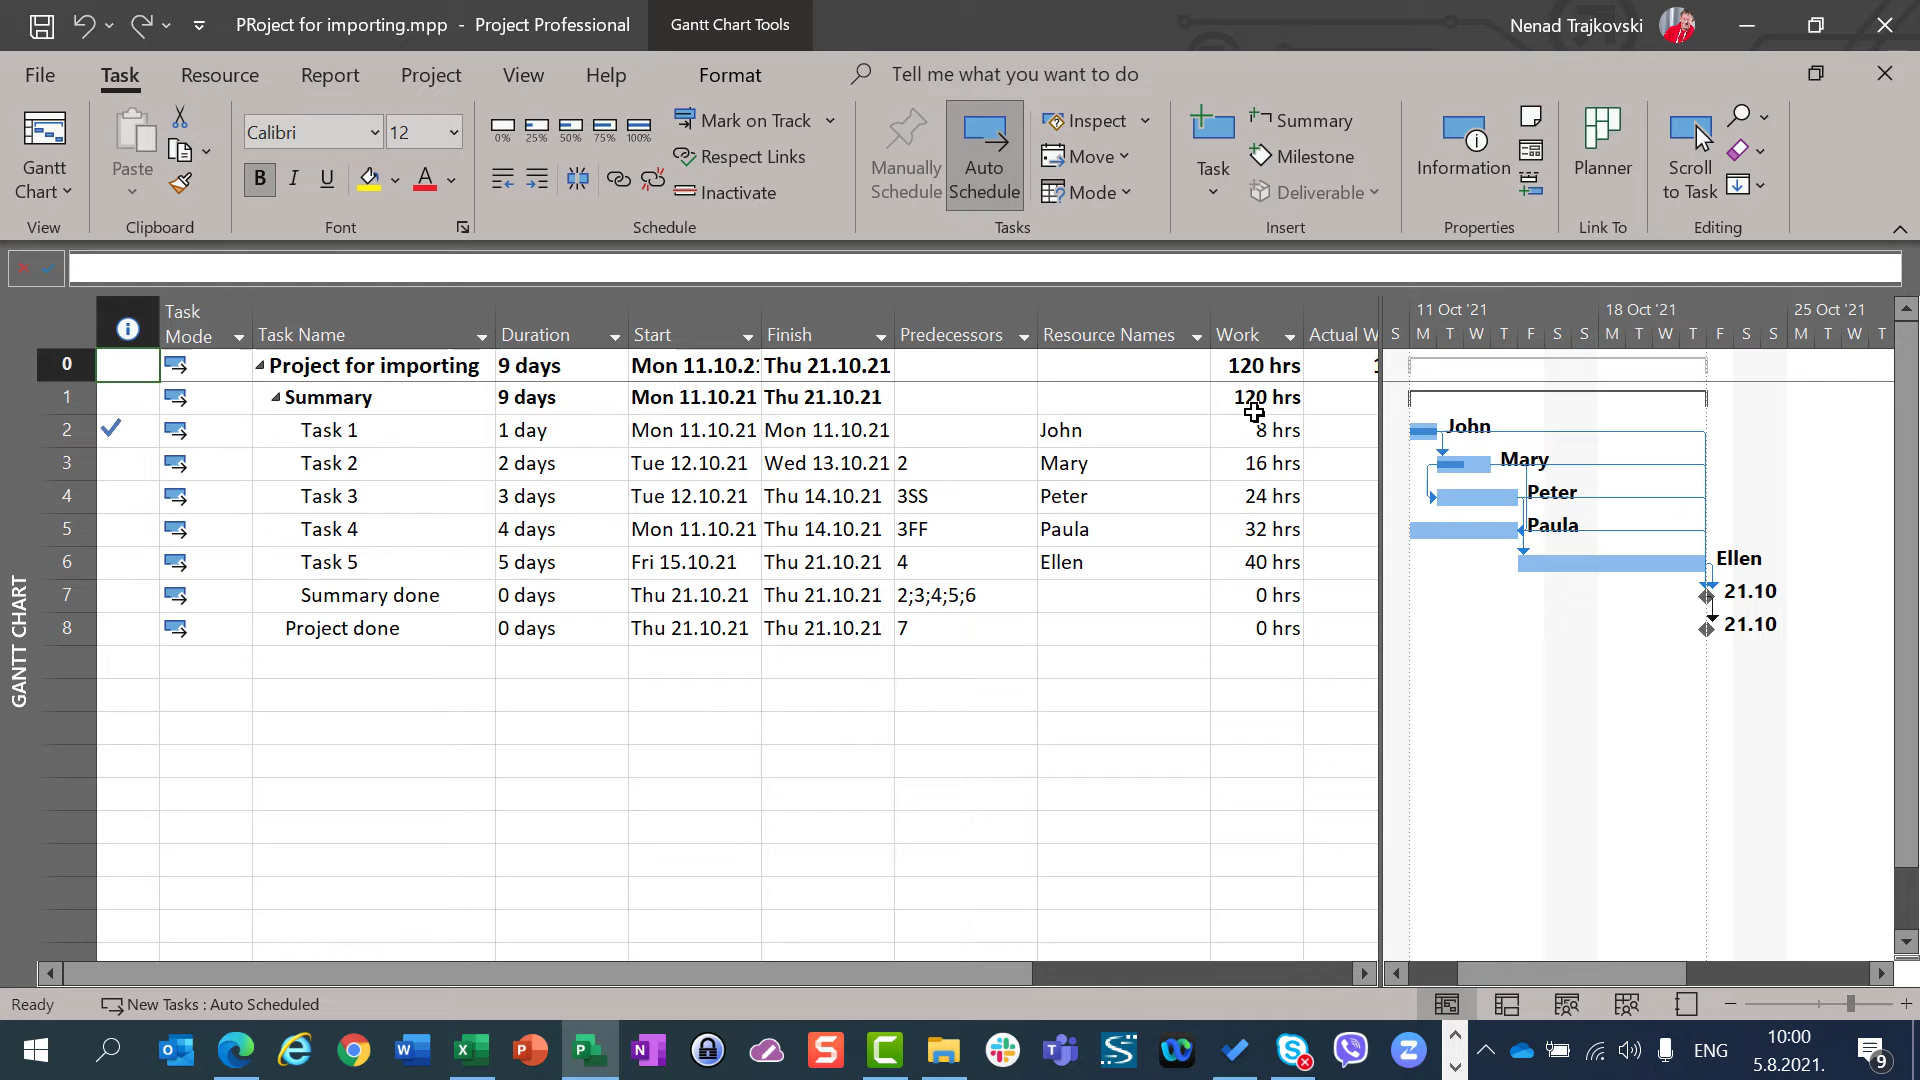 PRoject for importing.mpp - Project Professional
Gantt Chart Tools
Nenad Trajkovski
File Task Resource Report Project View Help Format Tell me what you want to do
Gantt Chart
View
Paste
Clipboard
Calibri 12
B I U A
Font
0% 25% 50% 75% 100%
Mark on Track
Respect Links
Inactivate
Schedule
Manually Schedule
Auto Schedule
Inspect
Move
Mode
Tasks
Task
Summary
Milestone
Deliverable
Insert
Information
Properties
Planner
Link To
Scroll to Task
Editing
Task Mode Task Name Duration Start Finish Predecessors Resource Names Work Actual W
11 Oct '21 18 Oct '21 25 Oct '21
S M T W T F S S M T W T F S S M T W T
0 Project for importing 9 days Mon 11.10.21 Thu 21.10.21 120 hrs
1 Summary 9 days Mon 11.10.21 Thu 21.10.21 120 hrs
2 Task 1 1 day Mon 11.10.21 Mon 11.10.21 John 8 hrs John
3 Task 2 2 days Tue 12.10.21 Wed 13.10.21 2 Mary 16 hrs Mary
4 Task 3 3 days Tue 12.10.21 Thu 14.10.21 3SS Peter 24 hrs Peter
5 Task 4 4 days Mon 11.10.21 Thu 14.10.21 3FF Paula 32 hrs Paula
6 Task 5 5 days Fri 15.10.21 Thu 21.10.21 4 Ellen 40 hrs Ellen
7 Summary done 0 days Thu 21.10.21 Thu 21.10.21 2;3;4;5;6 0 hrs 21.10
8 Project done 0 days Thu 21.10.21 Thu 21.10.21 7 0 hrs 21.10
GANTT CHART
Ready New Tasks : Auto Scheduled
ENG
10:00
5.8.2021.
9